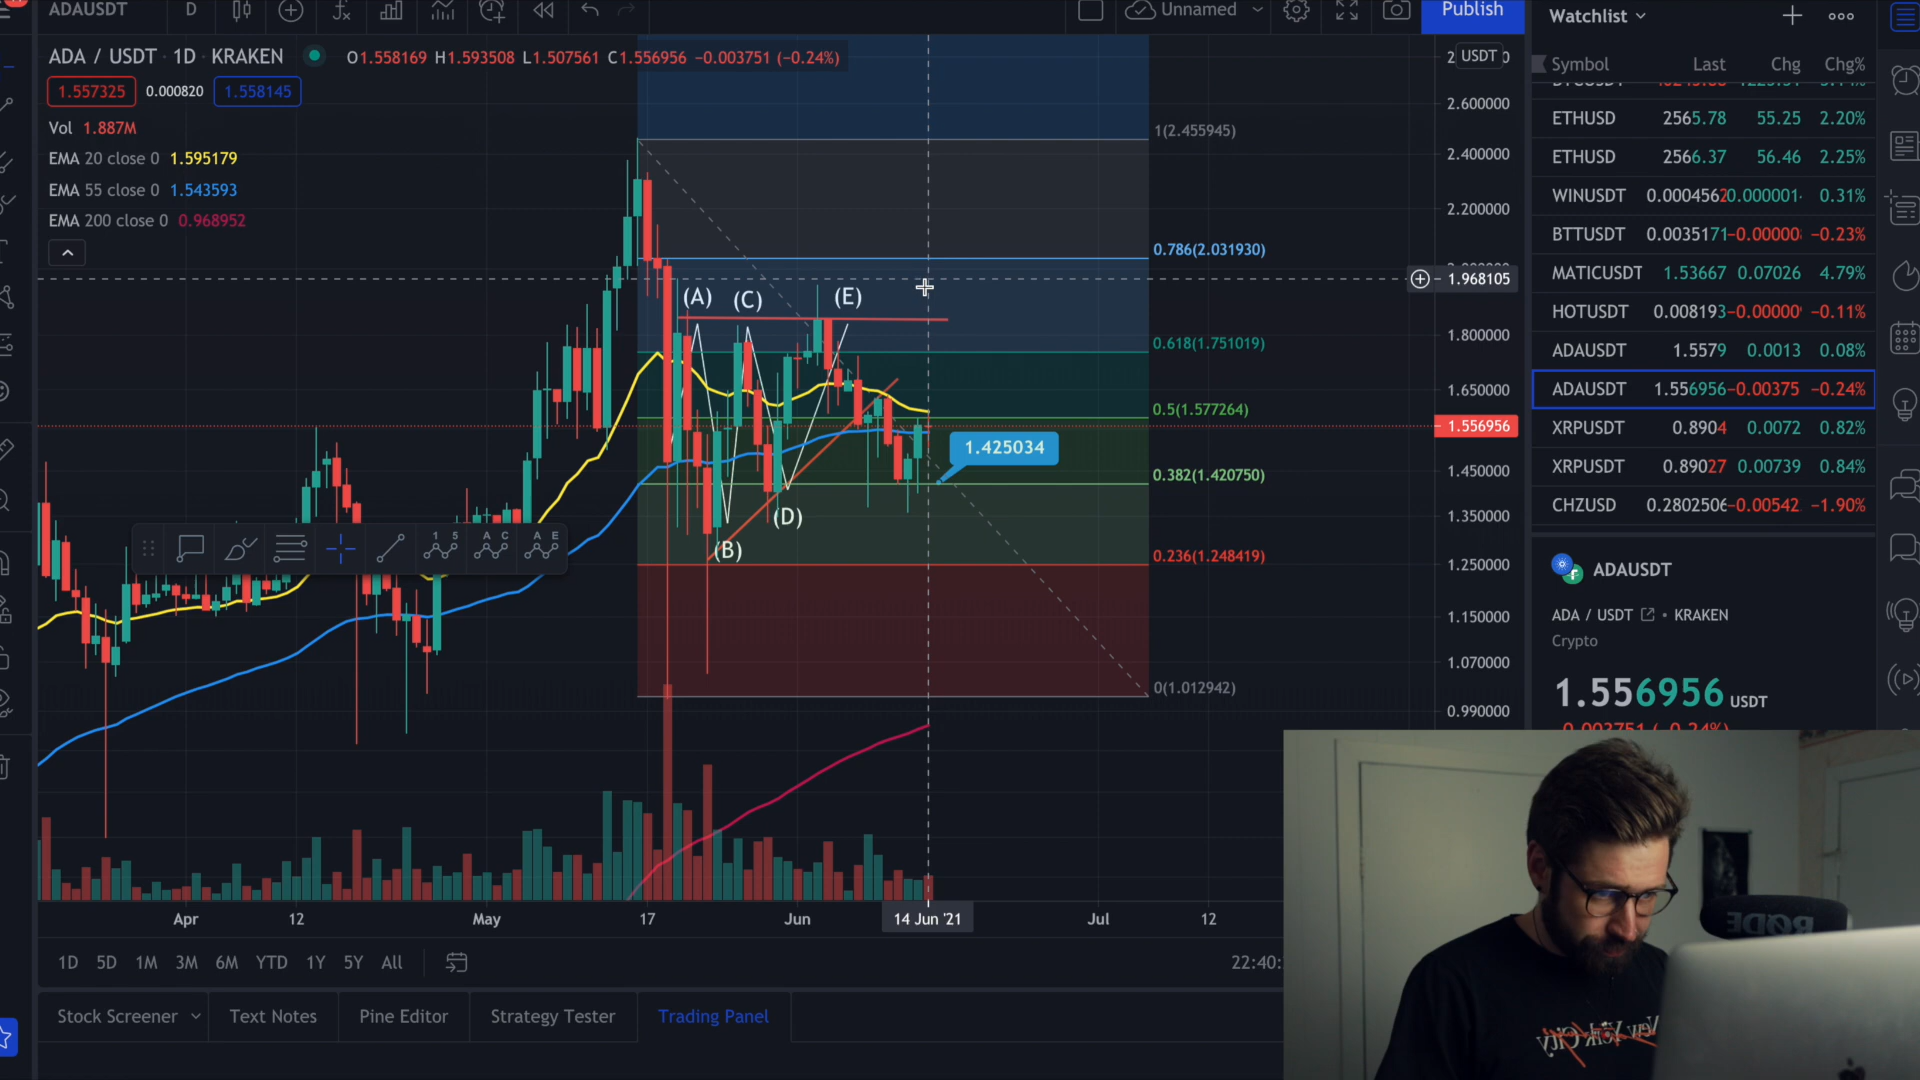 ADAUSDT D Unnamed Publish
ADA / USDT · 1D · KRAKEN O1.558169 H1.593508 L1.507561 C1.556956 −0.003751 (−0.24%)
1.557325 0.000820 1.558145
Vol 1.887M
EMA 20 close 0 1.595179
EMA 55 close 0 1.543593
EMA 200 close 0 0.968952
1(2.455945)
0.786(2.031930)
0.618(1.751019)
0.5(1.577264)
0.382(1.420750)
0.236(1.248419)
0(1.012942)
(A) (C) (E)
(D)
(B)
1.425034
1 5 A C A E
USDT
2.600000
2.400000
2.200000
1.968105
1.800000
1.650000
1.556956
1.450000
1.350000
1.250000
1.150000
1.070000
0.990000
Apr 12 May 17 Jun 14 Jun '21 Jul 12
1D 5D 1M 3M 6M YTD 1Y 5Y All 22:40:
Stock Screener Text Notes Pine Editor Strategy Tester Trading Panel
Watchlist
Symbol Last Chg Chg%
ETHUSD 2565.78 55.25 2.20%
ETHUSD 2566.37 56.46 2.25%
WINUSDT 0.0004562 0.000001 0.31%
BTTUSDT 0.0035171 −0.00000 −0.23%
MATICUSDT 1.53667 0.07026 4.79%
HOTUSDT 0.008193 −0.00000 −0.11%
ADAUSDT 1.5579 0.0013 0.08%
ADAUSDT 1.556956 −0.00375 −0.24%
XRPUSDT 0.8904 0.0072 0.82%
XRPUSDT 0.89027 0.00739 0.84%
CHZUSD 0.2802506 −0.00542 −1.90%
ADAUSDT
ADA / USDT • KRAKEN
Crypto
1.556956 USDT
RØDE
New York
City